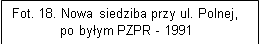 Fot. 18. Nowa siedziba przy ul. Polnej,
po byłym PZPR - 1991